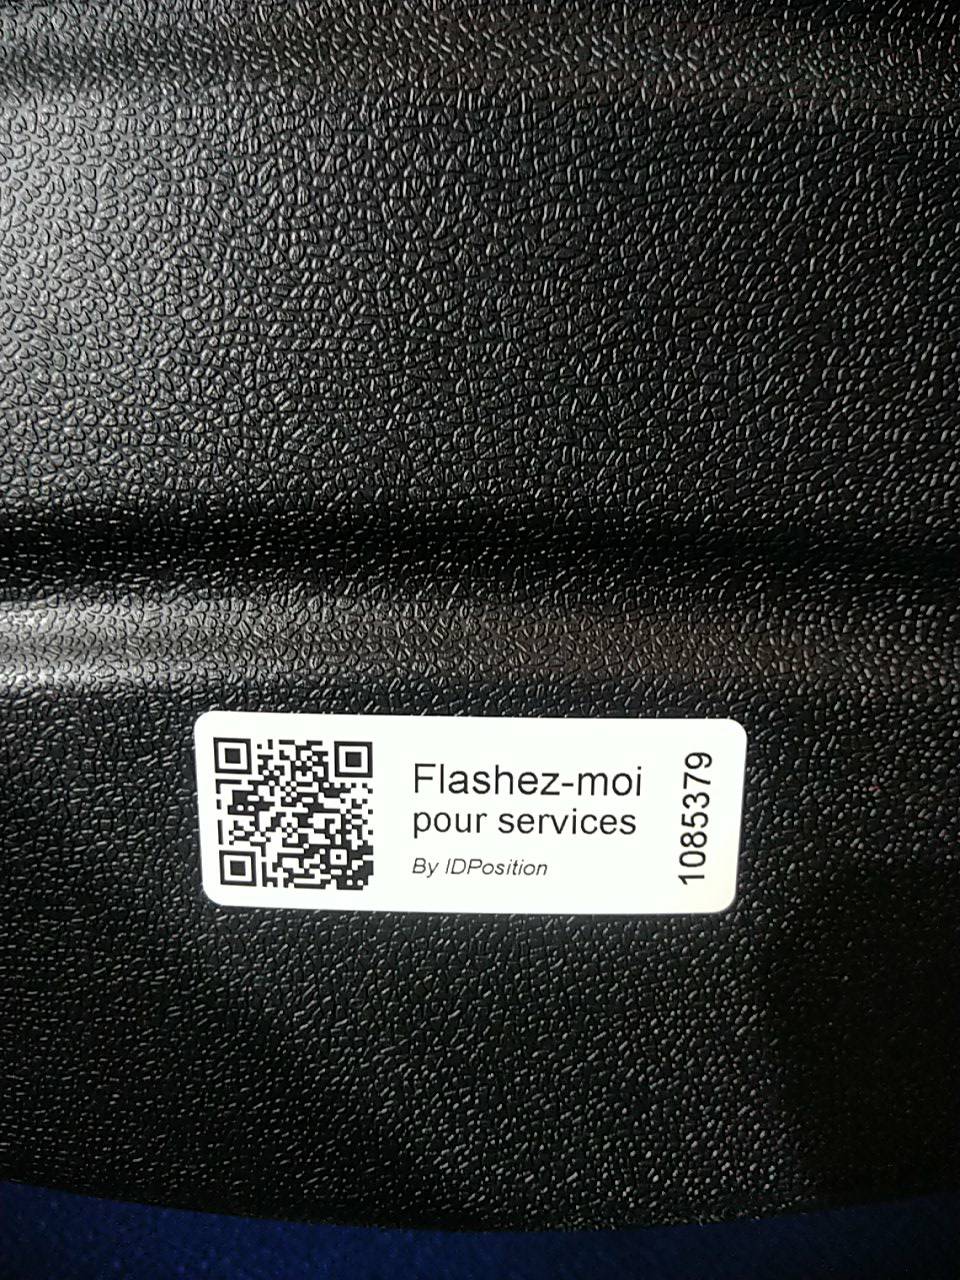 Flashez-moi
pour services
By IDPosition
1085379